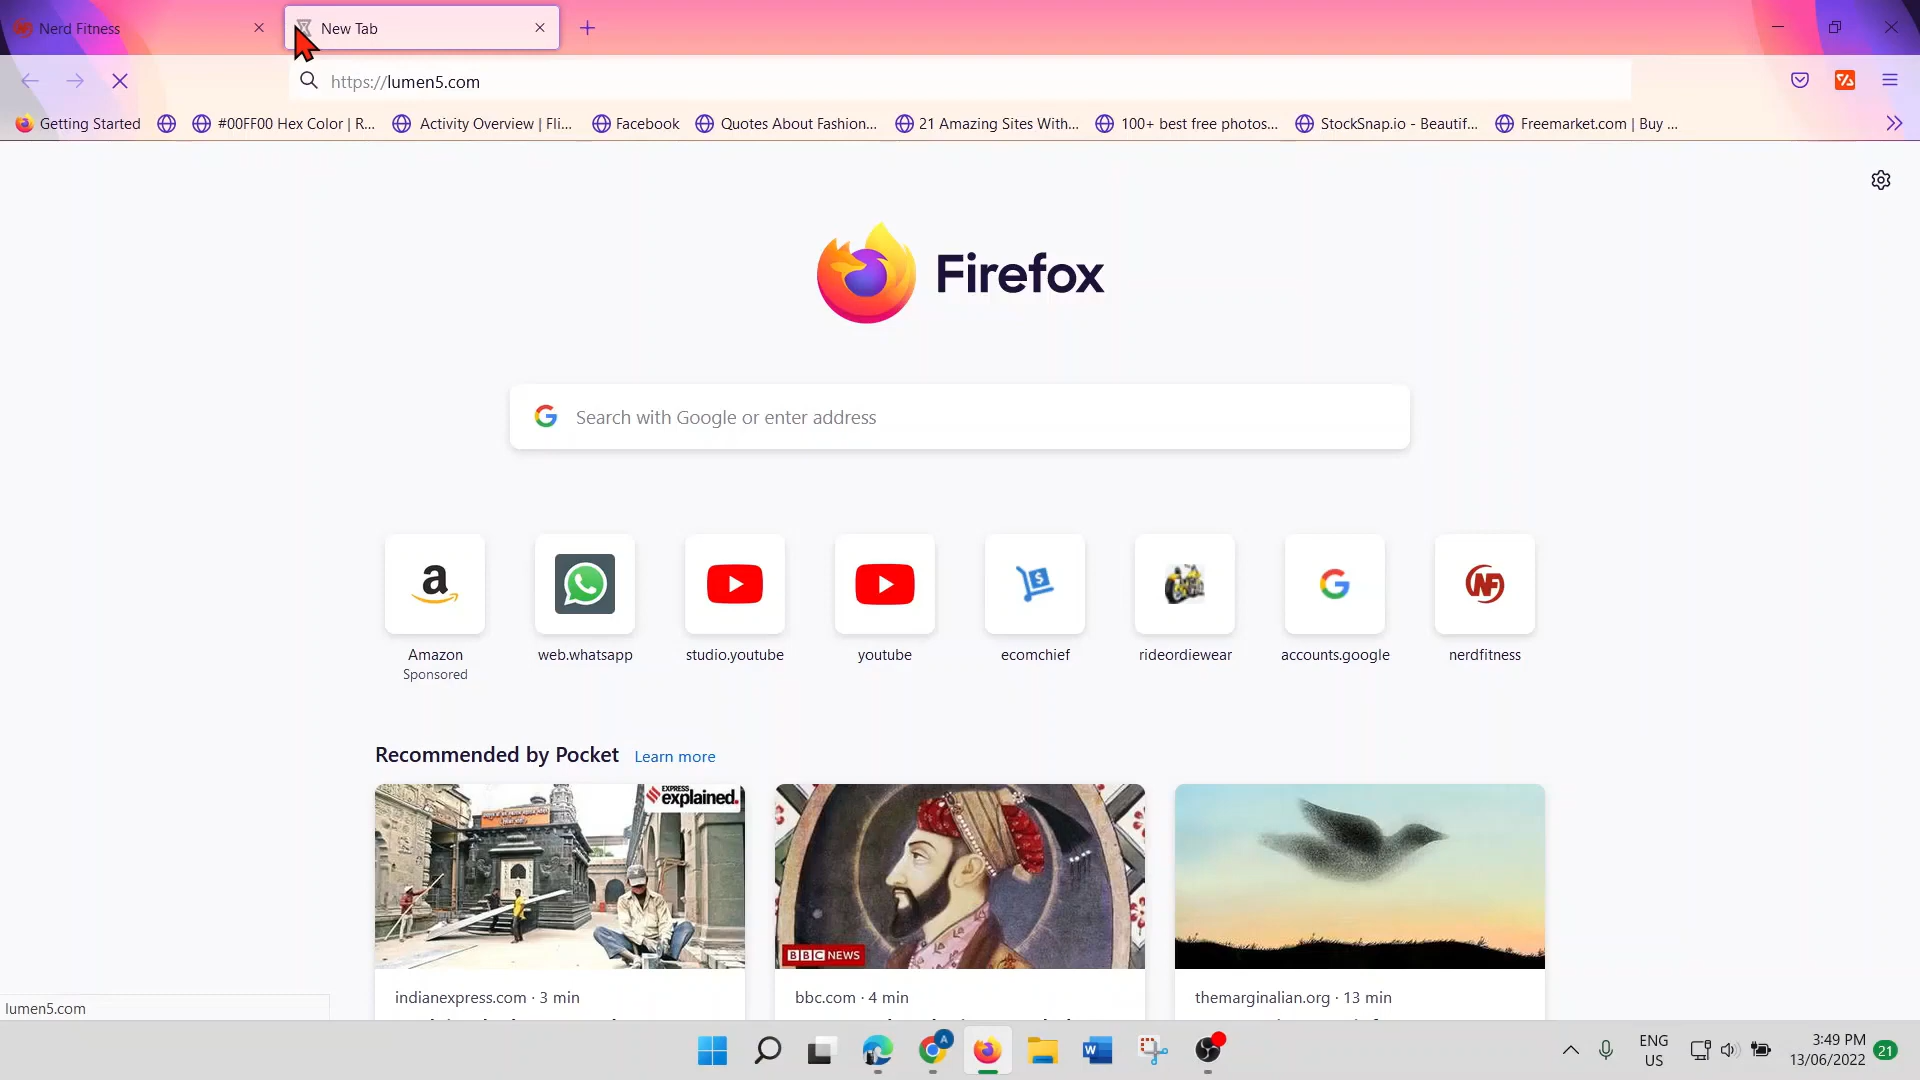 Nerd Fitness
New Tab
https://lumen5.com
Getting Started
#00FF00 Hex Color | R...
Activity Overview | Fli...
Facebook
Quotes About Fashion...
21 Amazing Sites With...
100+ best free photos...
StockSnap.io - Beautif...
Freemarket.com | Buy ...
Firefox
Search with Google or enter address
a
NF
Amazon
Sponsored
web.whatsapp
studio.youtube
youtube
ecomchief
rideordiewear
accounts.google
nerdfitness
Recommended by Pocket Learn more
EXPRESS
explained.
BBC NEWS
indianexpress.com · 3 min
bbc.com · 4 min
themarginalian.org · 13 min
lumen5.com
A
W
ENG
US
3:49 PM
13/06/2022
21